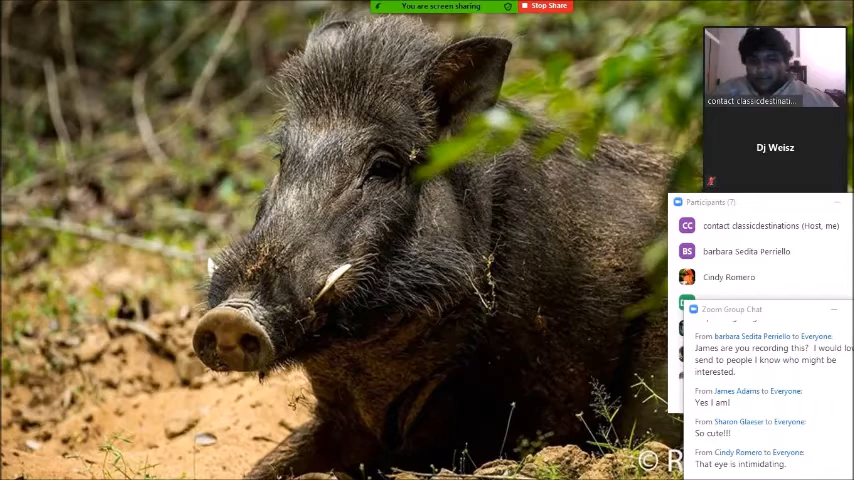 You are screen sharing
Stop Share
contact classicdestinati...
Dj Weisz
Participants (7)
CC contact classicdestinations (Host, me)
BS barbara Sedita Perriello
Cindy Romero
Zoom Group Chat
From barbara Sedita Perriello to Everyone:
James are you recording this? I would
send to people I know who might be
interested.
From James Adams to Everyone:
Yes I am!
From Sharon Glaeser to Everyone:
So cute!!!
From Cindy Romero to Everyone:
That eye is intimidating.
© R